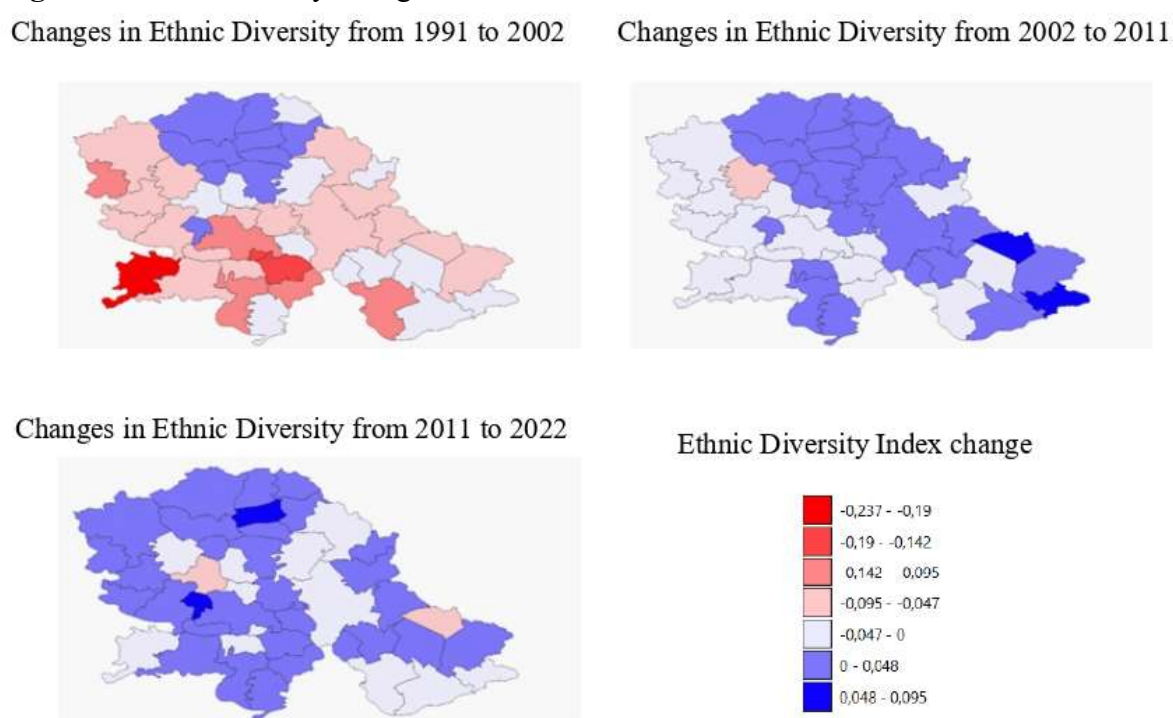 Changes in Ethnic Diversity from 1991 to 2002
Changes in Ethnic Diversity from 2002 to 2011
Changes in Ethnic Diversity from 2011 to 2022
Ethnic Diversity Index change
-0,237 - -0,19
-0,19 - -0,142
0,142 0,095
-0,095 - -0,047
-0,047 - 0
0 - 0,048
0,048 - 0,095